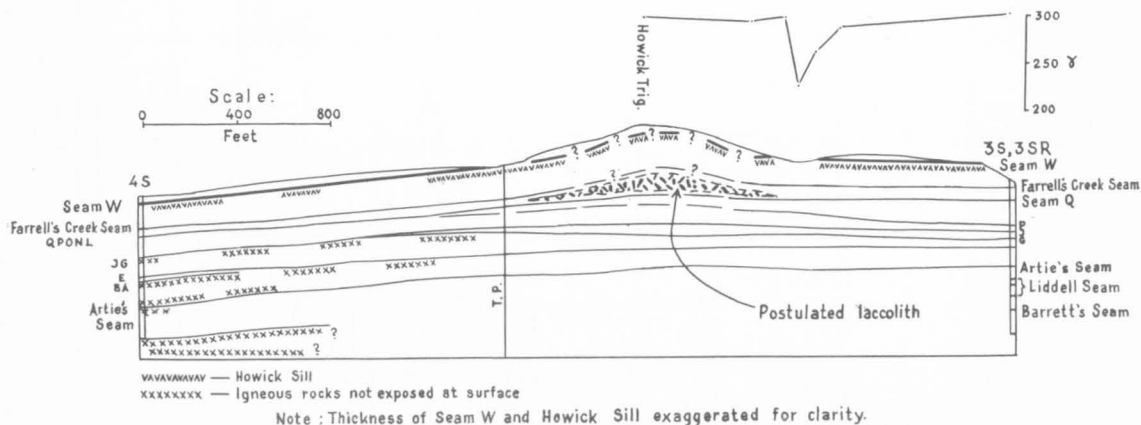 300
250 ɣ
200
Howick Trig.
Scale:
0 400 800
Feet
4S
3S, 3SR
Seam W
Seam W
Farrell's Creek Seam
Farrell's Creek Seam
Seam Q
QPONL
P
J
G
JG
E
BA
Artie's
Seam
Artie's Seam
Liddell Seam
Barrett's Seam
T.P.
Postulated laccolith
?
?
?
?
?
?
?
?
?
vavavavav — Howick Sill
xxxxxxxx — Igneous rocks not exposed at surface
Note : Thickness of Seam W and Howick Sill exaggerated for clarity.